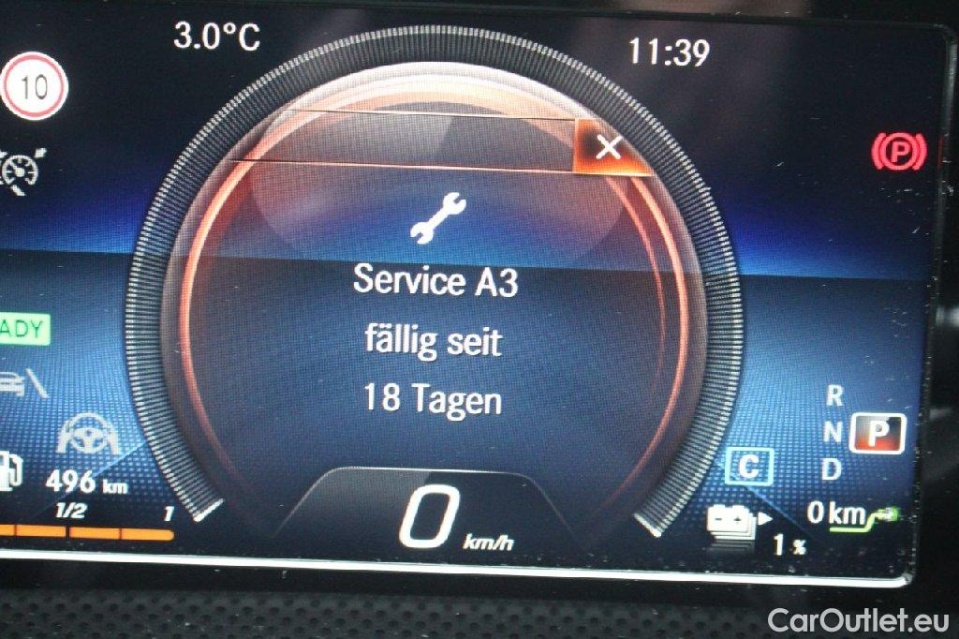 3.0°C
11:39
10
P
Service A3
fällig seit
18 Tagen
ADY
R
N P
D
C
496 km
1/2 1
0 km/h
0 km
1 %
CarOutlet.eu